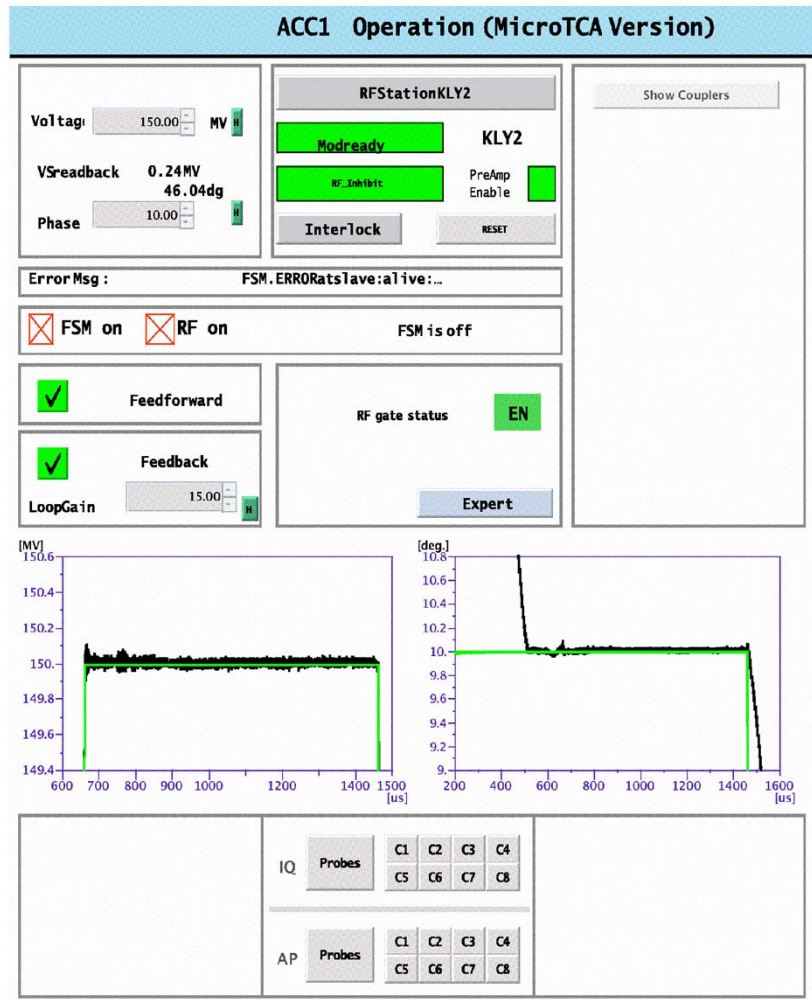 ACC1 Operation (MicroTCA Version)
Voltag 150.00 MV H
VSreadback 0.24MV
46.04dg
Phase 10.00 H
RFStationKLY2
Modready KLY2
RF_Inhibit PreAmp
Enable
Interlock RESET
Show Couplers
ErrorMsg : FSM.ERRORatslave:alive:…
FSM on RF on FSM is off
Feedforward
Feedback
LoopGain 15.00 H
RF gate status EN
Expert
[MV]
150.6
150.4
150.2
150.
149.8
149.6
149.4
600 700 800 900 1000 1200 1400 1500
[us]
[deg.]
10.8
10.6
10.4
10.2
10.
9.8
9.6
9.4
9.2
9.
200 400 600 800 1000 1200 1400 1600
[us]
IQ Probes C1 C2 C3 C4
C5 C6 C7 C8
AP Probes C1 C2 C3 C4
C5 C6 C7 C8